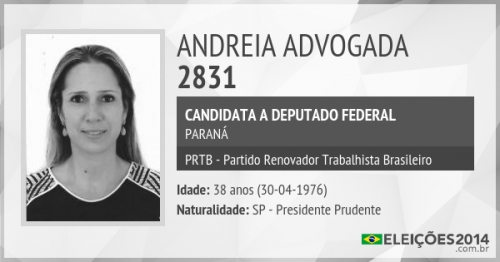 ANDREIA ADVOGADA
2831
CANDIDATA A DEPUTADO FEDERAL
PARANÁ
PRTB - Partido Renovador Trabalhista Brasileiro
Idade: 38 anos (30-04-1976)
Naturalidade: SP - Presidente Prudente
ELEIÇÕES2014
.com.br